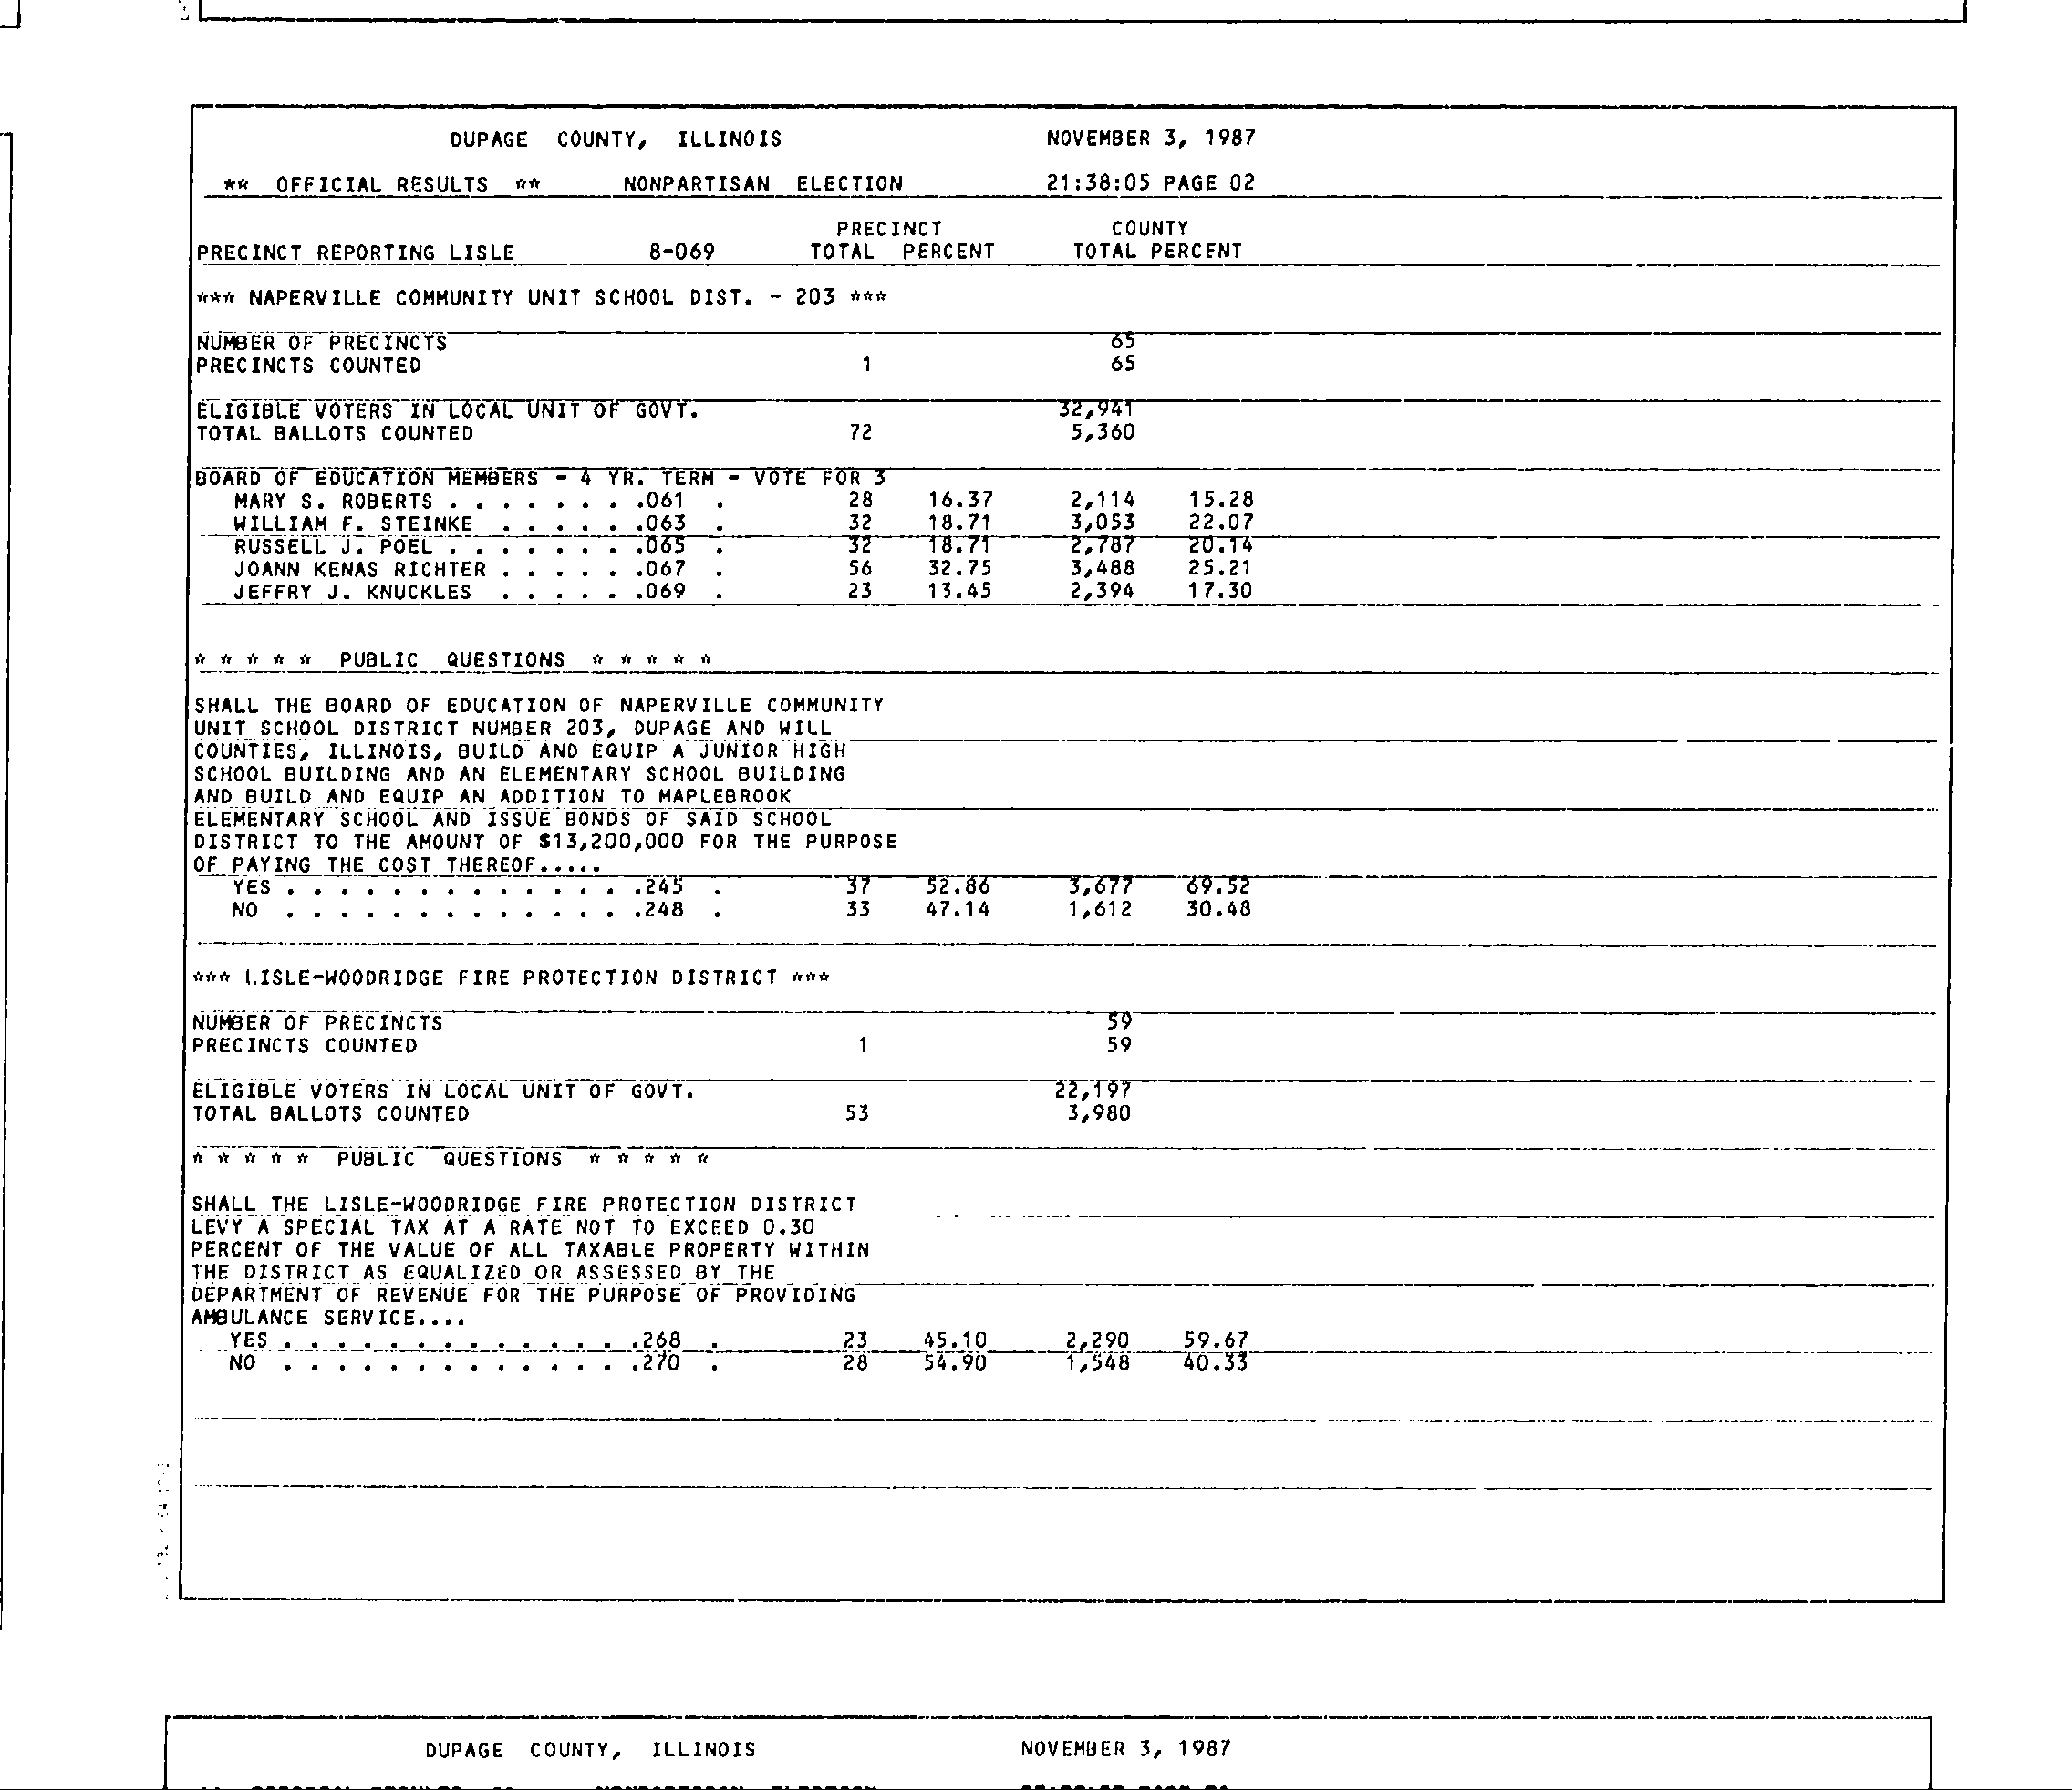 DUPAGE COUNTY, ILLINOIS NOVEMBER 3, 1987
** OFFICIAL RESULTS ** NONPARTISAN ELECTION 21:38:05 PAGE 02
PRECINCT COUNTY
PRECINCT REPORTING LISLE 8-069 TOTAL PERCENT TOTAL PERCENT
*** NAPERVILLE COMMUNITY UNIT SCHOOL DIST. - 203 ***
NUMBER OF PRECINCTS 65
PRECINCTS COUNTED 1 65
ELIGIBLE VOTERS IN LOCAL UNIT OF GOVT. 32,941
TOTAL BALLOTS COUNTED 72 5,360
BOARD OF EDUCATION MEMBERS - 4 YR. TERM - VOTE FOR 3
MARY S. ROBERTS . . . . . . . .061 . 28 16.37 2,114 15.28
WILLIAM F. STEINKE . . . . . .063 . 32 18.71 3,053 22.07
RUSSELL J. POEL . . . . . . . .065 . 32 18.71 2,787 20.14
JOANN KENAS RICHTER . . . . . .067 . 56 32.75 3,488 25.21
JEFFRY J. KNUCKLES . . . . . .069 . 23 13.45 2,394 17.30
* * * * * PUBLIC QUESTIONS * * * * *
SHALL THE BOARD OF EDUCATION OF NAPERVILLE COMMUNITY
UNIT SCHOOL DISTRICT NUMBER 203, DUPAGE AND WILL
COUNTIES, ILLINOIS, BUILD AND EQUIP A JUNIOR HIGH
SCHOOL BUILDING AND AN ELEMENTARY SCHOOL BUILDING
AND BUILD AND EQUIP AN ADDITION TO MAPLEBROOK
ELEMENTARY SCHOOL AND ISSUE BONDS OF SAID SCHOOL
DISTRICT TO THE AMOUNT OF $13,200,000 FOR THE PURPOSE
OF PAYING THE COST THEREOF.....
YES . . . . . . . . . . . . . .245 . 37 52.86 3,677 69.52
NO . . . . . . . . . . . . . .248 . 33 47.14 1,612 30.48
*** LISLE-WOODRIDGE FIRE PROTECTION DISTRICT ***
NUMBER OF PRECINCTS 59
PRECINCTS COUNTED 1 59
ELIGIBLE VOTERS IN LOCAL UNIT OF GOVT. 22,197
TOTAL BALLOTS COUNTED 53 3,980
* * * * * PUBLIC QUESTIONS * * * * *
SHALL THE LISLE-WOODRIDGE FIRE PROTECTION DISTRICT
LEVY A SPECIAL TAX AT A RATE NOT TO EXCEED 0.30
PERCENT OF THE VALUE OF ALL TAXABLE PROPERTY WITHIN
THE DISTRICT AS EQUALIZED OR ASSESSED BY THE
DEPARTMENT OF REVENUE FOR THE PURPOSE OF PROVIDING
AMBULANCE SERVICE....
YES . . . . . . . . . . . . . .268 . 23 45.10 2,290 59.67
NO . . . . . . . . . . . . . .270 . 28 54.90 1,548 40.33
DUPAGE COUNTY, ILLINOIS NOVEMBER 3, 1987